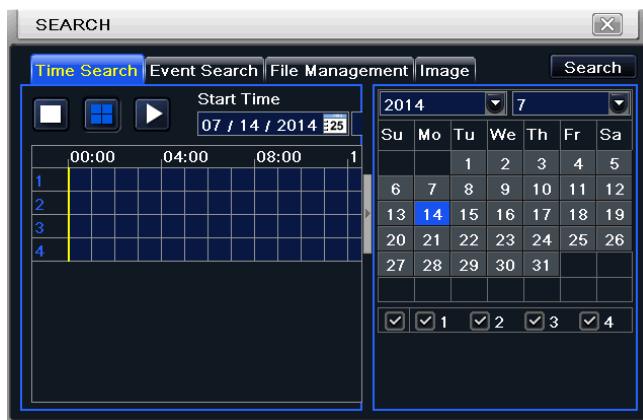 SEARCH
Time Search Event Search File Management Image Search
Start Time
07 / 14 / 2014 25
00:00 04:00 08:00 1
1
2
3
4
2014 7
Su Mo Tu We Th Fr Sa
1 2 3 4 5
6 7 8 9 10 11 12
13 14 15 16 17 18 19
20 21 22 23 24 25 26
27 28 29 30 31
1 2 3 4